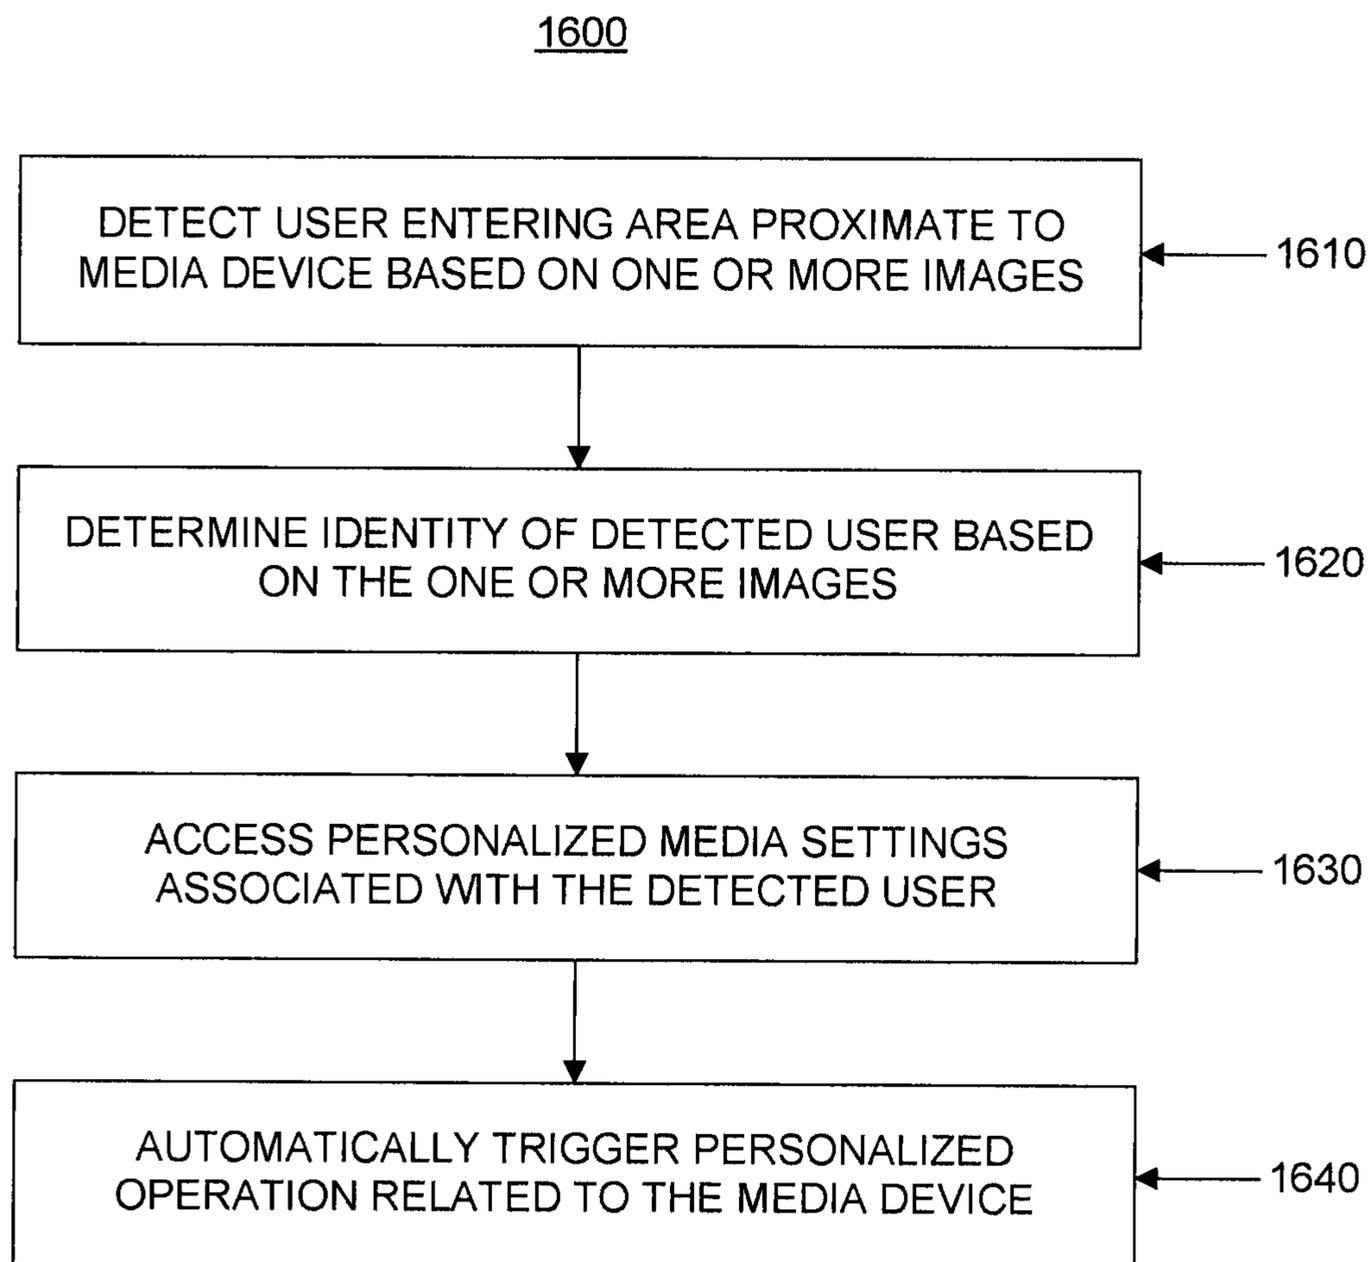 1600
DETECT USER ENTERING AREA PROXIMATE TO
MEDIA DEVICE BASED ON ONE OR MORE IMAGES
1610
DETERMINE IDENTITY OF DETECTED USER BASED
ON THE ONE OR MORE IMAGES
1620
ACCESS PERSONALIZED MEDIA SETTINGS
ASSOCIATED WITH THE DETECTED USER
1630
AUTOMATICALLY TRIGGER PERSONALIZED
OPERATION RELATED TO THE MEDIA DEVICE
1640